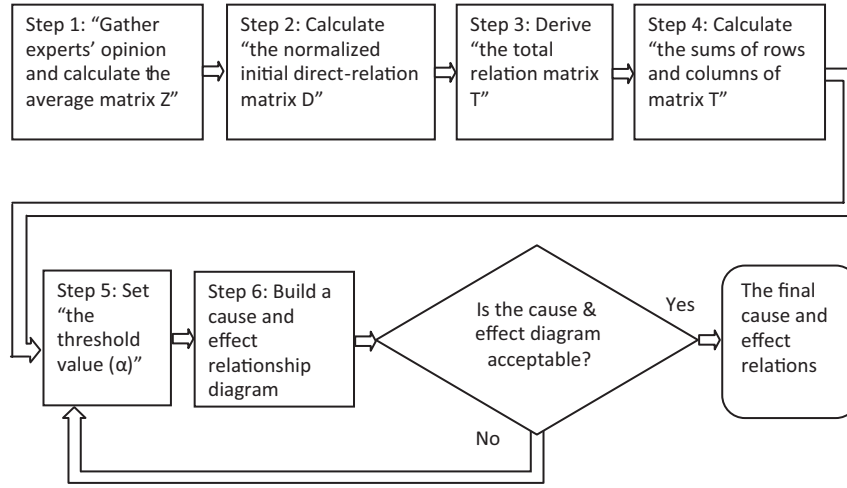 Step 1: “Gather
experts’ opinion
and calculate the
average matrix Z”
Step 2: Calculate
“the normalized
initial direct-relation
matrix D”
Step 3: Derive
“the total
relation matrix
T”
Step 4: Calculate
“the sums of rows
and columns of
matrix T”
Step 5: Set
“the
threshold
value (α)”
Step 6: Build a
cause and
effect
relationship
diagram
Is the cause &
effect diagram
acceptable?
Yes
The final
cause and
effect
relations
No